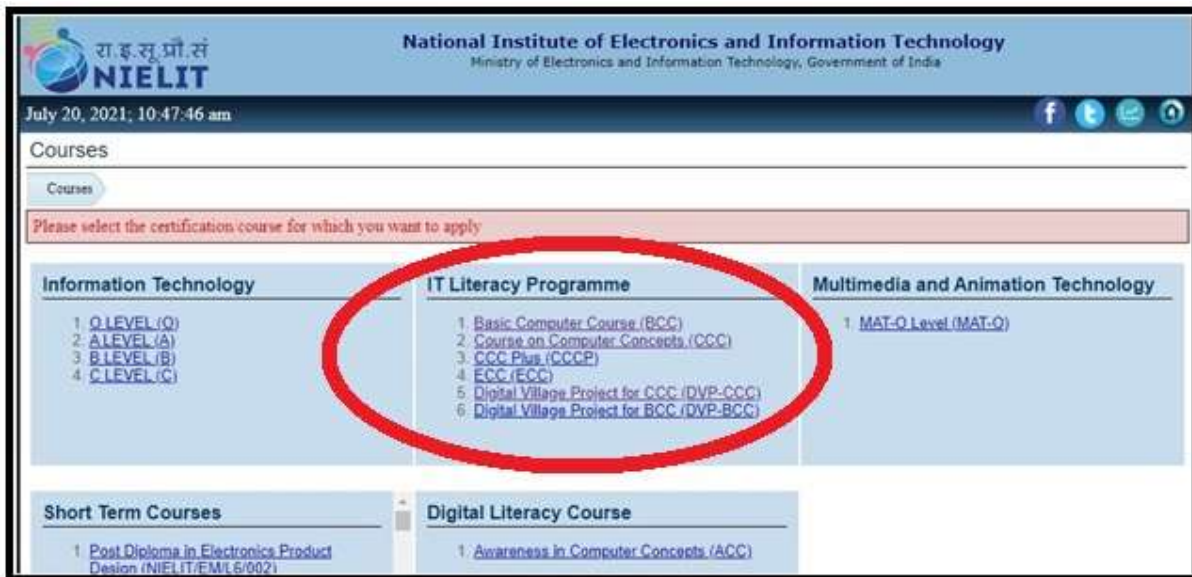 रा.इ.सू.प्रौ.सं
NIELIT
National Institute of Electronics and Information Technology
Ministry of Electronics and Information Technology, Government of India
July 20, 2021; 10:47:46 am
Courses
Courses
Please select the certification course for which you want to apply
Information Technology
1. O LEVEL (O)
2. A LEVEL (A)
3. B LEVEL (B)
4. C LEVEL (C)
IT Literacy Programme
1. Basic Computer Course (BCC)
2. Course on Computer Concepts (CCC)
3. CCC Plus (CCCP)
4. ECC (ECC)
5. Digital Village Project for CCC (DVP-CCC)
6. Digital Village Project for BCC (DVP-BCC)
Multimedia and Animation Technology
1. MAT-O Level (MAT-O)
Short Term Courses
1. Post Diploma in Electronics Product
Design (NIELIT/EM/L6/002)
Digital Literacy Course
1. Awareness in Computer Concepts (ACC)